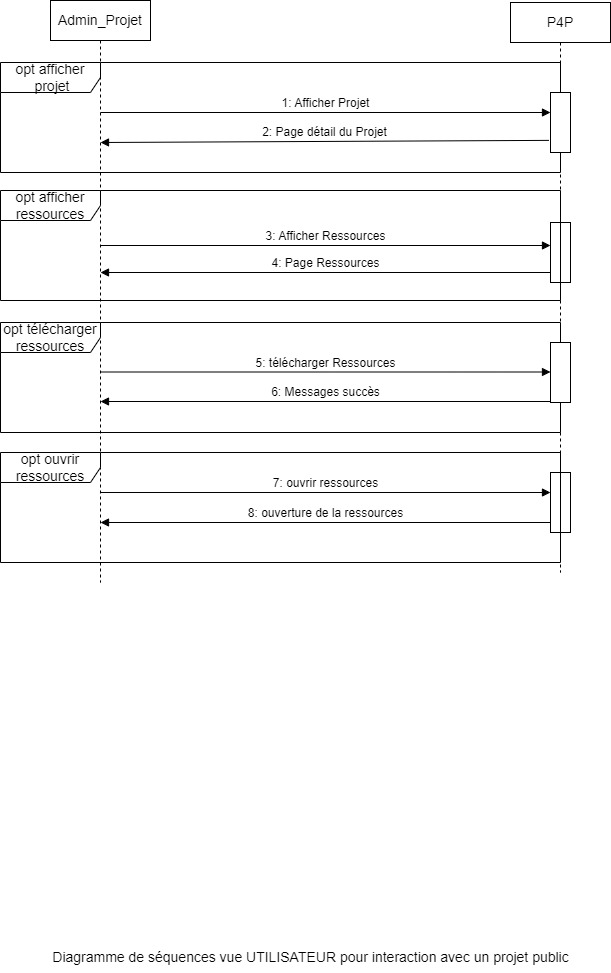 Admin_Projet
P4P
opt afficher
projet
1: Afficher Projet
2: Page détail du Projet
opt afficher
ressources
3: Afficher Ressources
4: Page Ressources
opt télécharger
ressources
5: télécharger Ressources
6: Messages succès
opt ouvrir
ressources
7: ouvrir ressources
8: ouverture de la ressources
Diagramme de séquences vue UTILISATEUR pour interaction avec un projet public